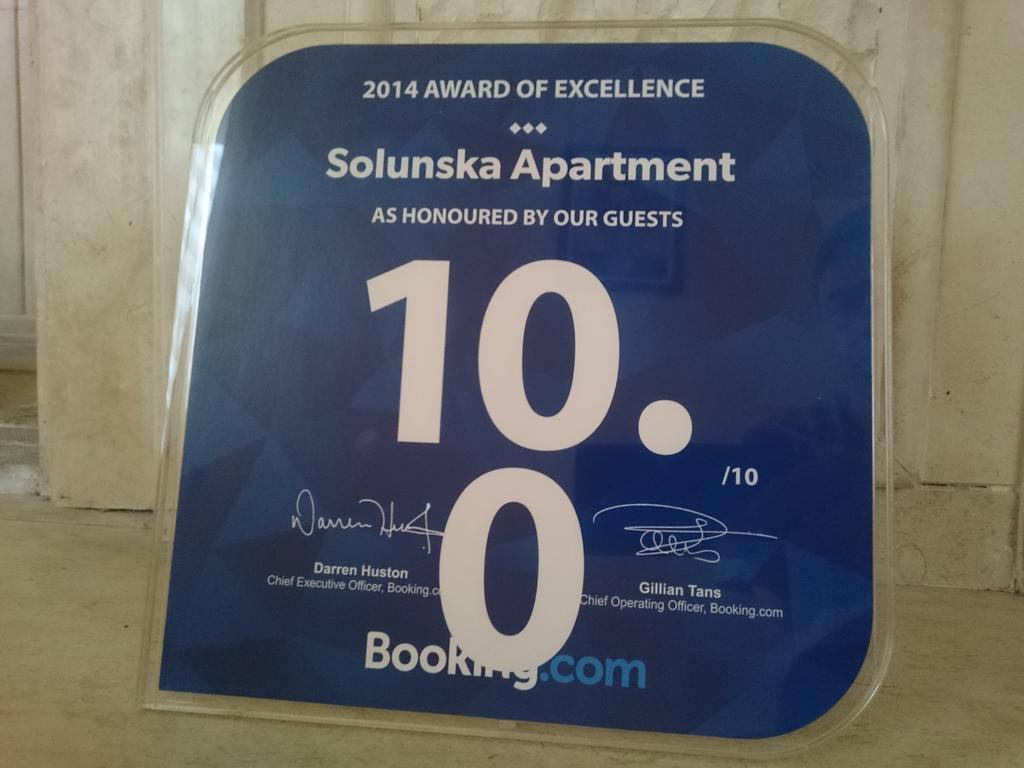 2014 AWARD OF EXCELLENCE
Solunska Apartment
AS HONOURED BY OUR GUESTS
10.
0
/10
Darren Huston
Chief Executive Officer, Booking.co
Gillian Tans
Chief Operating Officer, Booking.com
Booking.com